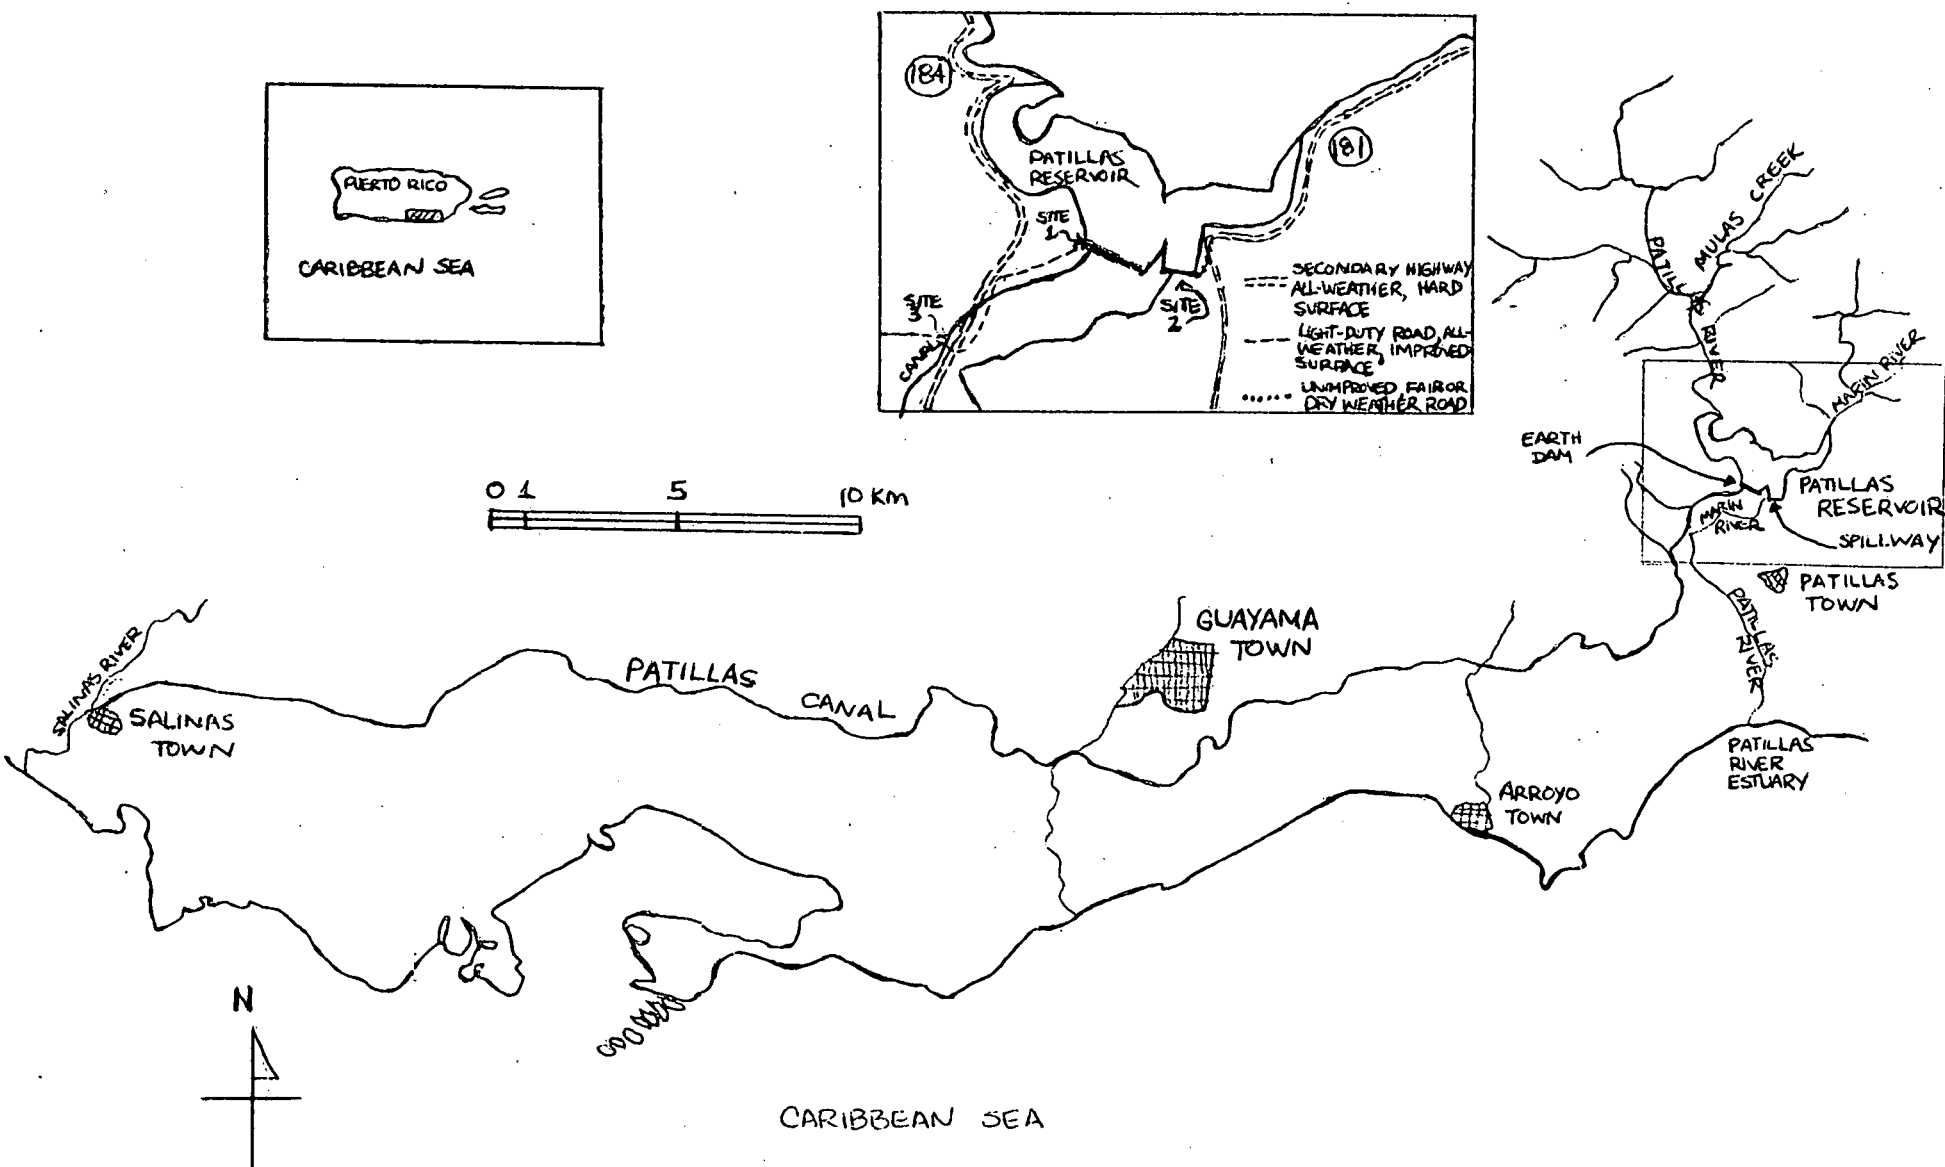 PUERTO RICO
CARIBBEAN SEA
184
181
PATILLAS
RESERVOIR
SITE
1
SITE
2
SITE
3
CANAL
SECONDARY HIGHWAY
ALL-WEATHER, HARD
SURFACE
LIGHT-DUTY ROAD, ALL-
WEATHER, IMPROVED
SURFACE
UNIMPROVED, FAIR OR
DRY WEATHER ROAD
MULAS CREEK
PATILLAS RIVER
MARIN RIVER
EARTH
DAM
PATILLAS
RESERVOIR
MARIN
RIVER
SPILLWAY
PATILLAS
TOWN
PATILLAS
RIVER
0 1 5 10 Km
SALINAS RIVER
SALINAS
TOWN
PATILLAS
CANAL
GUAYAMA
TOWN
ARROYO
TOWN
PATILLAS
RIVER
ESTUARY
N
CARIBBEAN SEA